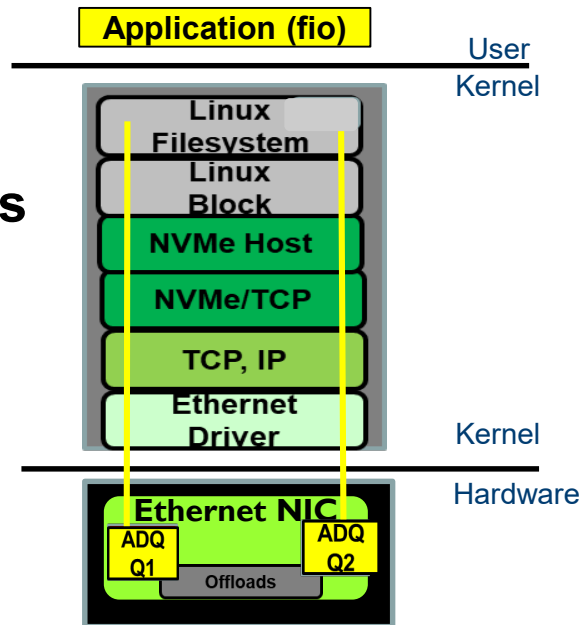 Application (fio)
User
Kernel
Linux
Filesystem
Linux
Block
s
NVMe Host
NVMe/TCP
TCP, IP
Ethernet
Driver
Kernel
Hardware
Ethernet NIC
ADQ
Q1
ADQ
Q2
Offloads